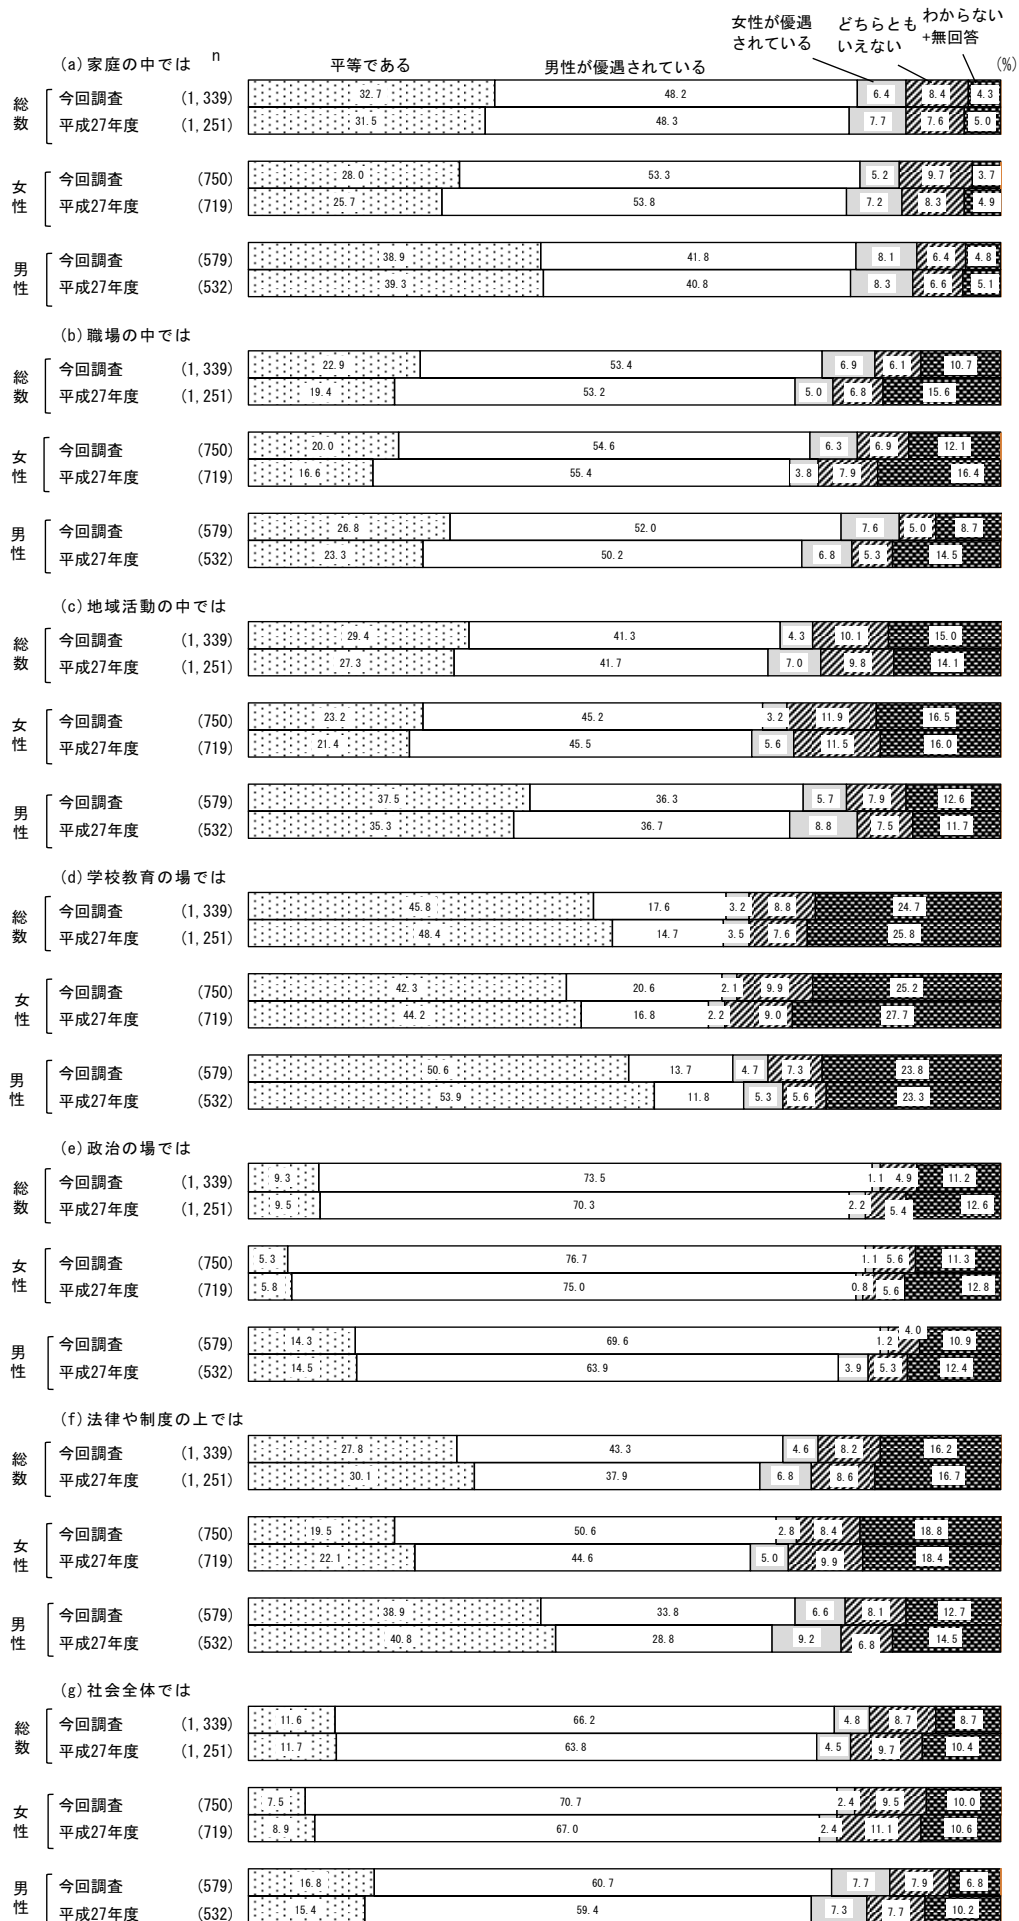 女性が優遇 どちらとも わからない
されている いえない +無回答
(a)家庭の中では n 平等である 男性が優遇されている (%)
総数
今回調査 (1,339) 32.7 48.2 6.4 8.4 4.3
平成27年度 (1,251) 31.5 48.3 7.7 7.6 5.0
女性
今回調査 (750) 28.0 53.3 5.2 9.7 3.7
平成27年度 (719) 25.7 53.8 7.2 8.3 4.9
男性
今回調査 (579) 38.9 41.8 8.1 6.4 4.8
平成27年度 (532) 39.3 40.8 8.3 6.6 5.1
(b)職場の中では
総数
今回調査 (1,339) 22.9 53.4 6.9 6.1 10.7
平成27年度 (1,251) 19.4 53.2 5.0 6.8 15.6
女性
今回調査 (750) 20.0 54.6 6.3 6.9 12.1
平成27年度 (719) 16.6 55.4 3.8 7.9 16.4
男性
今回調査 (579) 26.8 52.0 7.6 5.0 8.7
平成27年度 (532) 23.3 50.2 6.8 5.3 14.5
(c)地域活動の中では
総数
今回調査 (1,339) 29.4 41.3 4.3 10.1 15.0
平成27年度 (1,251) 27.3 41.7 7.0 9.8 14.1
女性
今回調査 (750) 23.2 45.2 3.2 11.9 16.5
平成27年度 (719) 21.4 45.5 5.6 11.5 16.0
男性
今回調査 (579) 37.5 36.3 5.7 7.9 12.6
平成27年度 (532) 35.3 36.7 8.8 7.5 11.7
(d)学校教育の場では
総数
今回調査 (1,339) 45.8 17.6 3.2 8.8 24.7
平成27年度 (1,251) 48.4 14.7 3.5 7.6 25.8
女性
今回調査 (750) 42.3 20.6 2.1 9.9 25.2
平成27年度 (719) 44.2 16.8 2.2 9.0 27.7
男性
今回調査 (579) 50.6 13.7 4.7 7.3 23.8
平成27年度 (532) 53.9 11.8 5.3 5.6 23.3
(e)政治の場では
総数
今回調査 (1,339) 9.3 73.5 1.1 4.9 11.2
平成27年度 (1,251) 9.5 70.3 2.2 5.4 12.6
女性
今回調査 (750) 5.3 76.7 1.1 5.6 11.3
平成27年度 (719) 5.8 75.0 0.8 5.6 12.8
男性
今回調査 (579) 14.3 69.6 1.2 4.0 10.9
平成27年度 (532) 14.5 63.9 3.9 5.3 12.4
(f)法律や制度の上では
総数
今回調査 (1,339) 27.8 43.3 4.6 8.2 16.2
平成27年度 (1,251) 30.1 37.9 6.8 8.6 16.7
女性
今回調査 (750) 19.5 50.6 2.8 8.4 18.8
平成27年度 (719) 22.1 44.6 5.0 9.9 18.4
男性
今回調査 (579) 38.9 33.8 6.6 8.1 12.7
平成27年度 (532) 40.8 28.8 9.2 6.8 14.5
(g)社会全体では
総数
今回調査 (1,339) 11.6 66.2 4.8 8.7 8.7
平成27年度 (1,251) 11.7 63.8 4.5 9.7 10.4
女性
今回調査 (750) 7.5 70.7 2.4 9.5 10.0
平成27年度 (719) 8.9 67.0 2.4 11.1 10.6
男性
今回調査 (579) 16.8 60.7 7.7 7.9 6.8
平成27年度 (532) 15.4 59.4 7.3 7.7 10.2